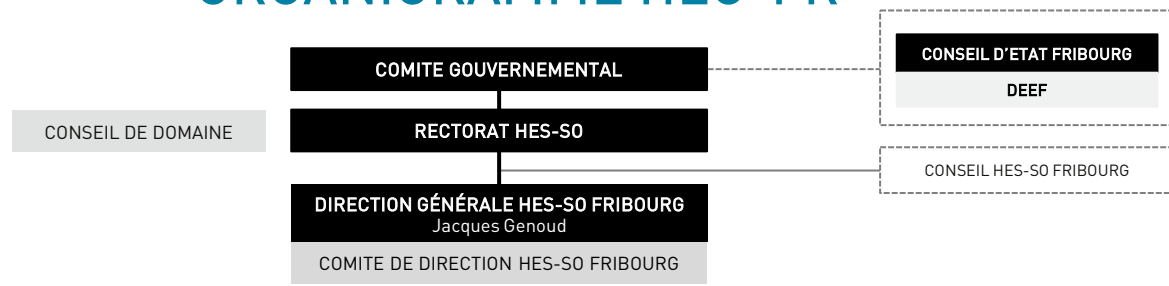 COMITE GOUVERNEMENTAL
CONSEIL D'ETAT FRIBOURG
DEEF
CONSEIL DE DOMAINE
RECTORAT HES-SO
CONSEIL HES-SO FRIBOURG
DIRECTION GÉNÉRALE HES-SO FRIBOURG
Jacques Genoud
COMITE DE DIRECTION HES-SO FRIBOURG